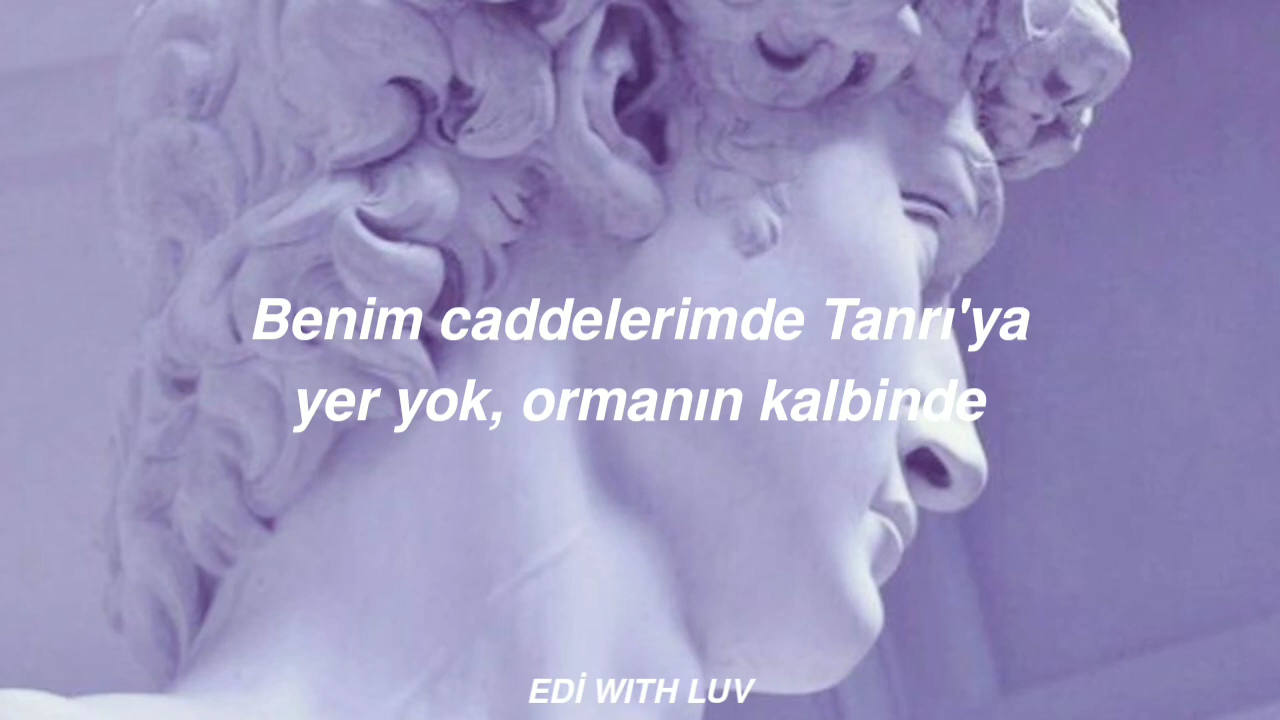 Benim caddelerimde Tanrı'ya
yer yok, ormanın kalbinde
EDİ WITH LUV